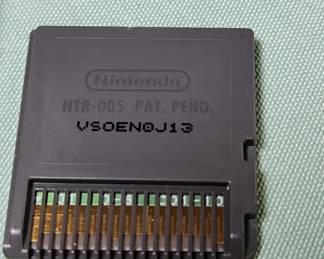 Nintendo
NTR-005 PAT. PEND.
VSOEN0J13